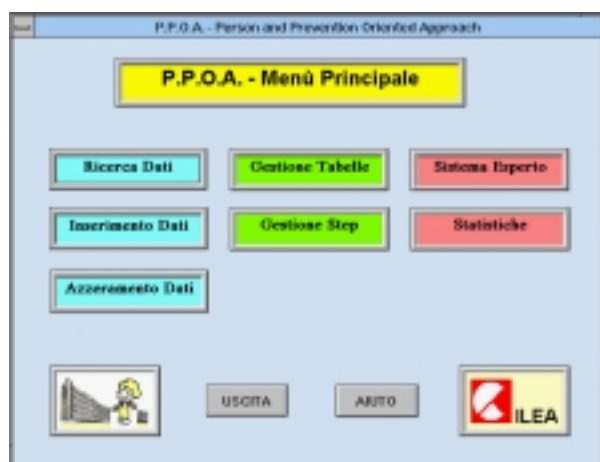 P.P.O.A. - Person and Prevention Oriented Approach
P.P.O.A. - Menù Principale
Ricerca Dati
Gestione Tabelle
Sistema Esperto
Inserimento Dati
Gestione Step
Statistiche
Azzeramento Dati
USCITA
AIUTO
ILEA